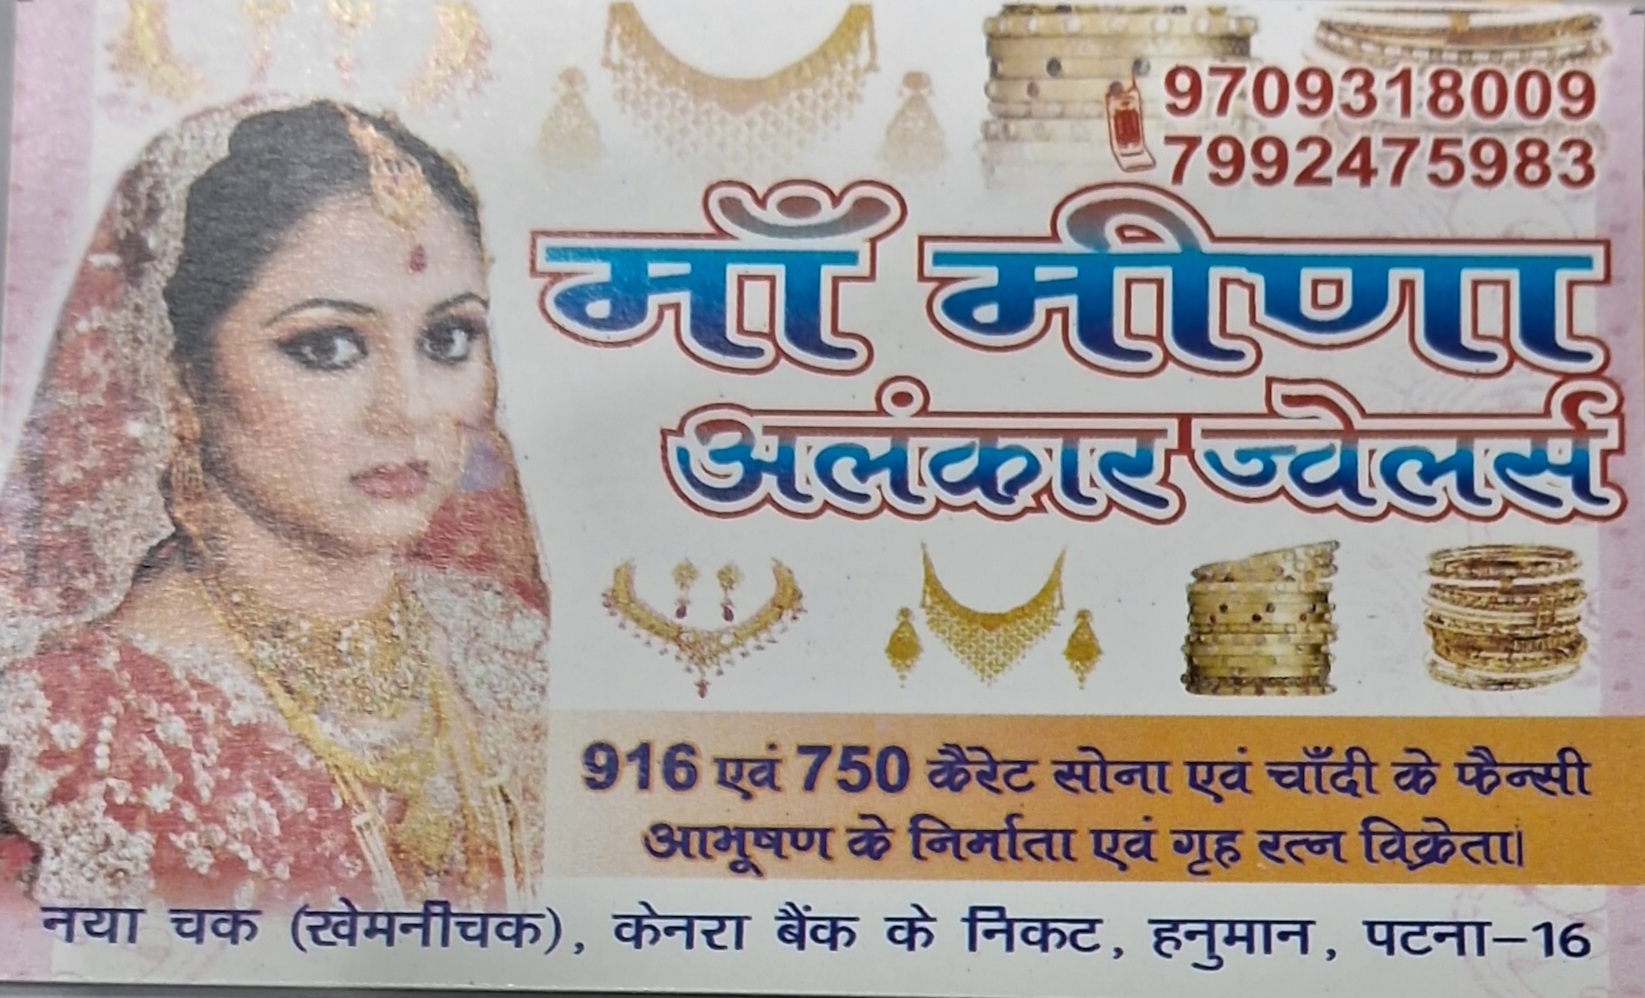 9709318009
7992475983
माँ मीणा
अलंकार ज्वेलर्स
916 एवं 750 कैरेट सोना एवं चाँदी के फैन्सी
आभूषण के निर्माता एवं गृह रत्न विक्रेता।
नया चक (खेमनीचक), केनरा बैंक के निकट, हनुमान, पटना-16